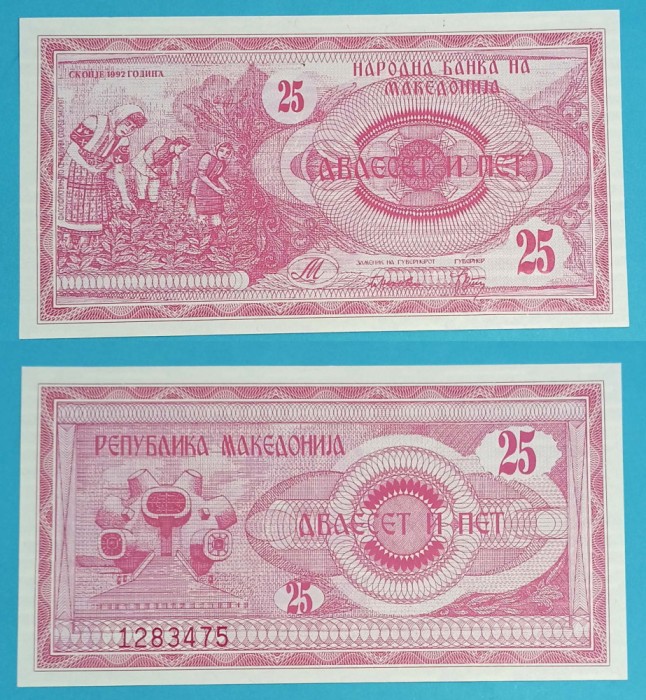 СКОПЈЕ 1992 ГОДИНА
НАРОДНА БАНКА НА
МАКЕДОНИЈА
25
ДВАЕСЕТ И ПЕТ
25
М
ЗАМЕНИК НА ГУВЕРНЕРОТ ГУВЕРНЕР
РЕПУБЛИКА МАКЕДОНИЈА
25
ДВАЕСЕТ И ПЕТ
25
1283475